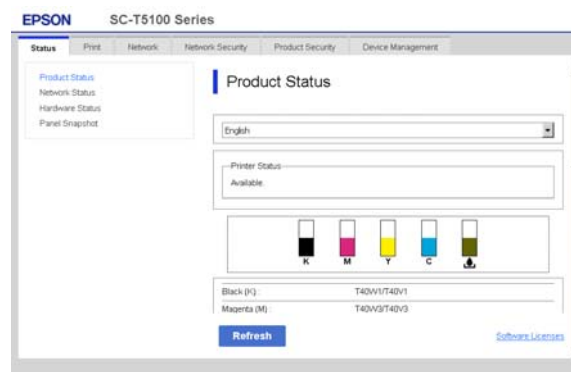 EPSON SC-T5100 Series
Status Print Network Network Security Product Security Device Management
Product Status
Network Status
Hardware Status
Panel Snapshot
Product Status
English
Printer Status
Available.
K M Y C
Black (K) : T40W1/T40V1
Magenta (M) : T40W3/T40V3
Refresh
Software Licenses